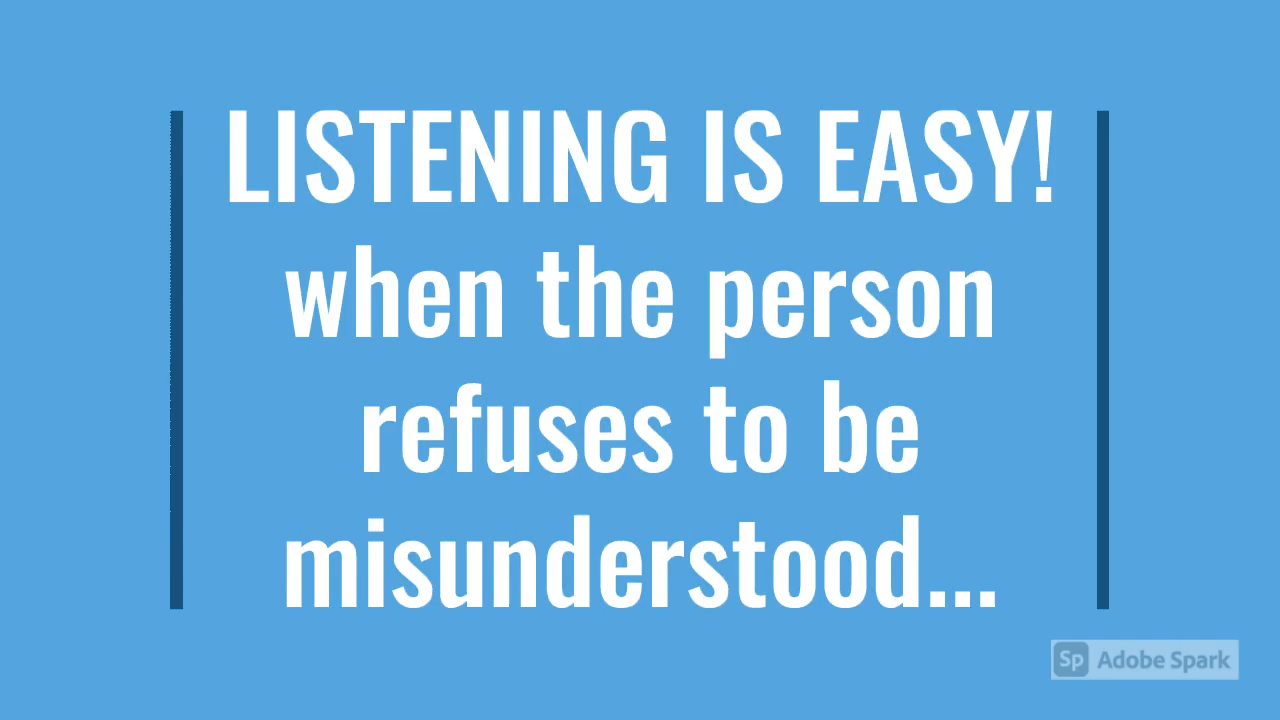 LISTENING IS EASY!
when the person
refuses to be
misunderstood...
Sp Adobe Spark